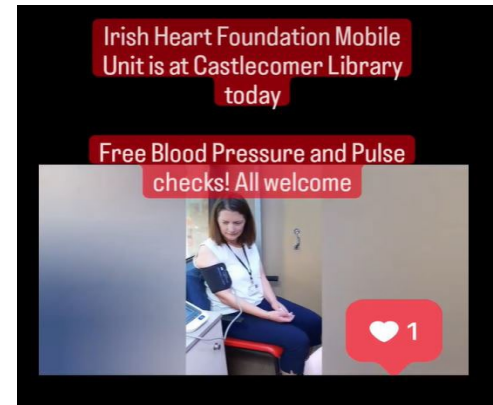 Irish Heart Foundation Mobile
Unit is at Castlecomer Library
today
Free Blood Pressure and Pulse
checks! All welcome
1